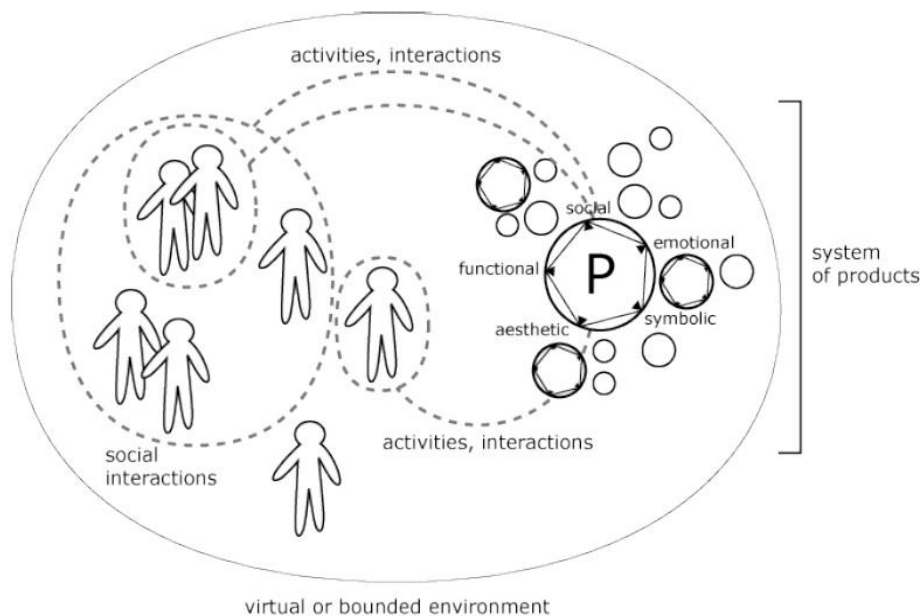 activities, interactions
social
emotional
functional
P
symbolic
aesthetic
system
of products
activities, interactions
social
interactions
virtual or bounded environment